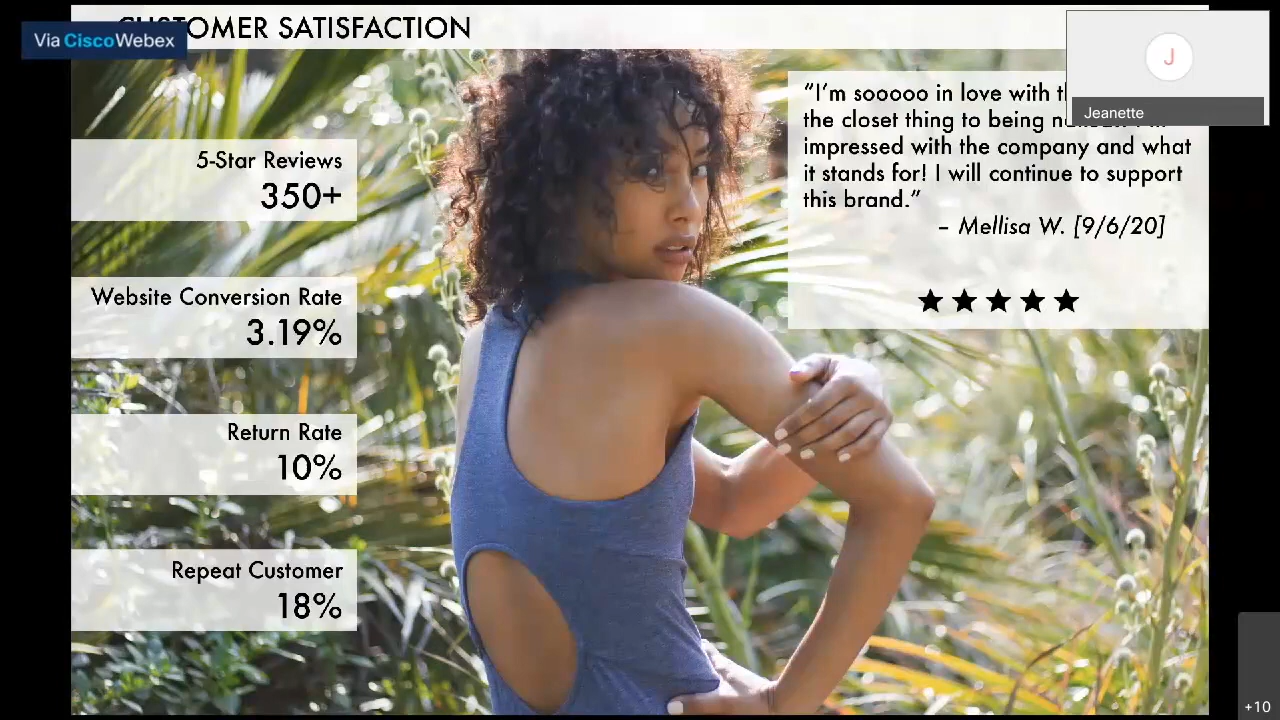 CUSTOMER SATISFACTION
Via CiscoWebex
J
Jeanette
"I'm sooooo in love with
the closet thing to being
impressed with the company and what
it stands for! I will continue to support
this brand."
– Mellisa W. [9/6/20]
5-Star Reviews
350+
Website Conversion Rate
3.19%
Return Rate
10%
Repeat Customer
18%
+10